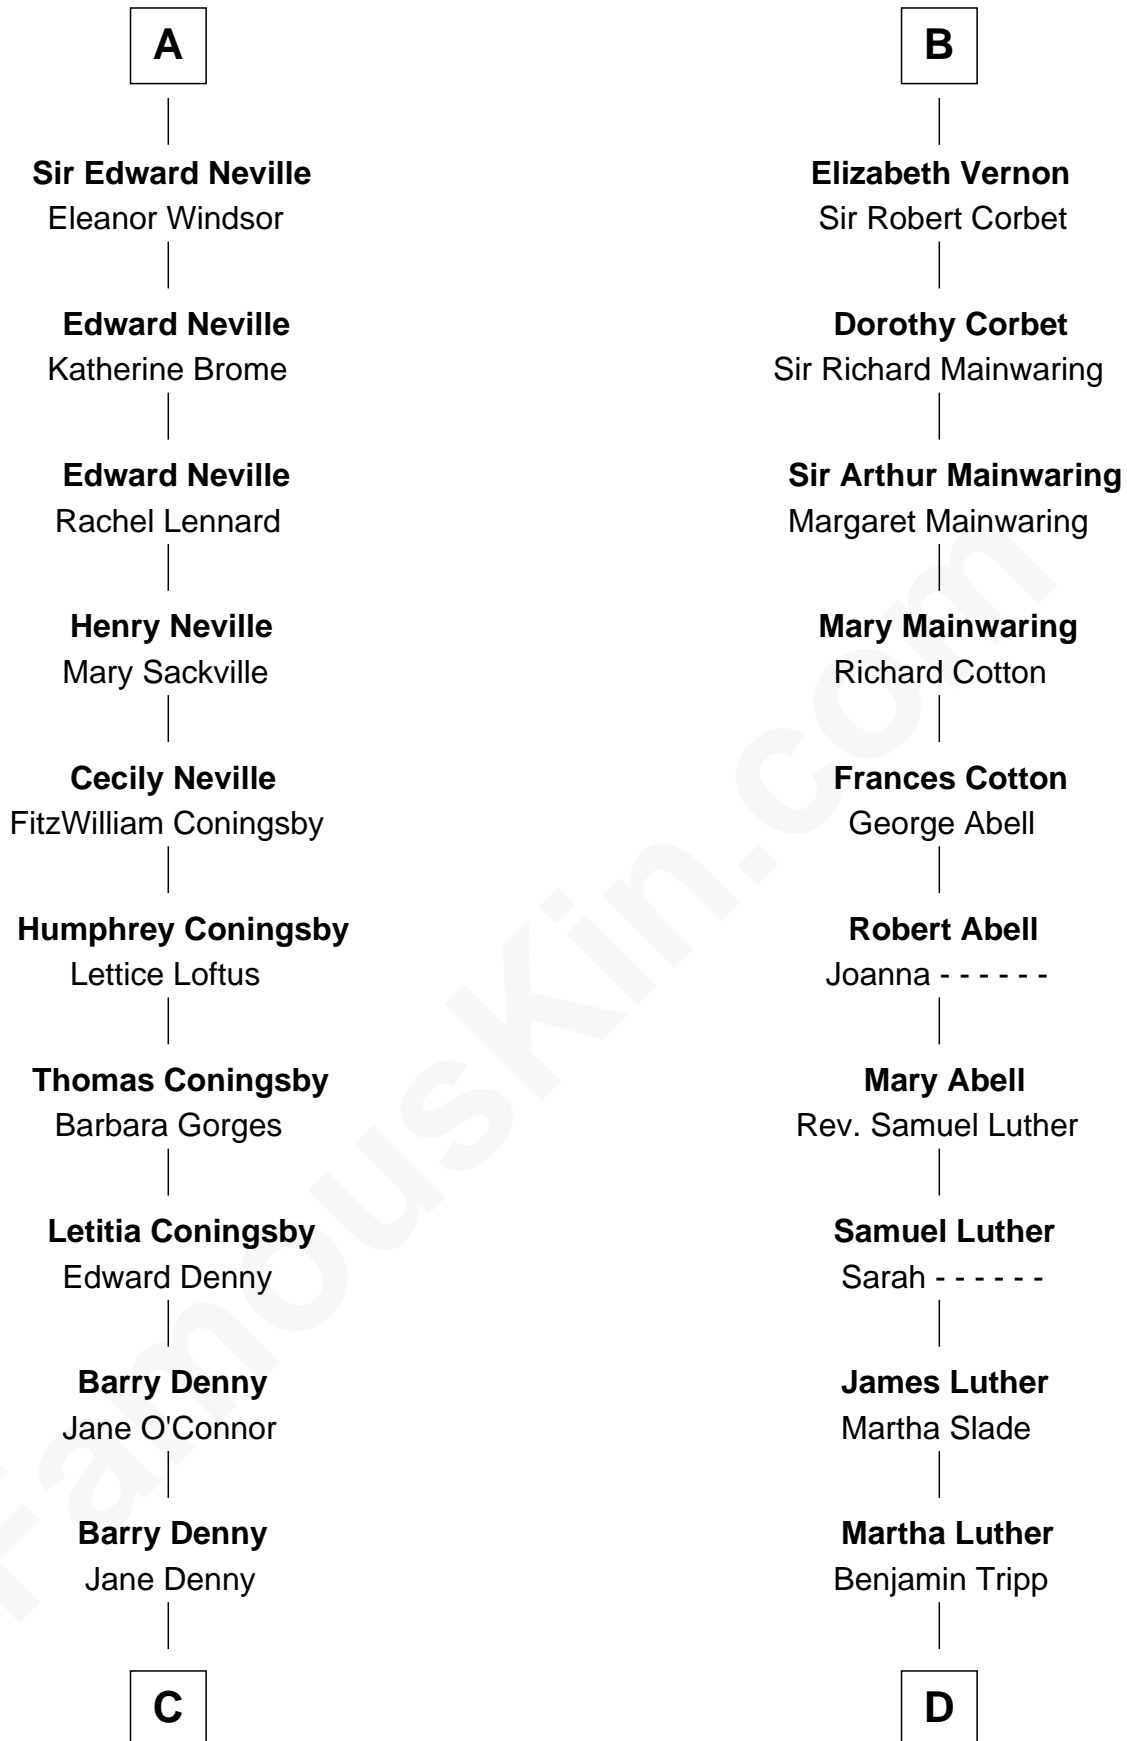 A
Sir Edward Neville
Eleanor Windsor
Edward Neville
Katherine Brome
Edward Neville
Rachel Lennard
Henry Neville
Mary Sackville
Cecily Neville
FitzWilliam Coningsby
Humphrey Coningsby
Lettice Loftus
Thomas Coningsby
Barbara Gorges
Letitia Coningsby
Edward Denny
Barry Denny
Jane O'Connor
Barry Denny
Jane Denny
C
B
Elizabeth Vernon
Sir Robert Corbet
Dorothy Corbet
Sir Richard Mainwaring
Sir Arthur Mainwaring
Margaret Mainwaring
Mary Mainwaring
Richard Cotton
Frances Cotton
George Abell
Robert Abell
Joanna - - - - - -
Mary Abell
Rev. Samuel Luther
Samuel Luther
Sarah - - - - - -
James Luther
Martha Slade
Martha Luther
Benjamin Tripp
D
FamousKin.com